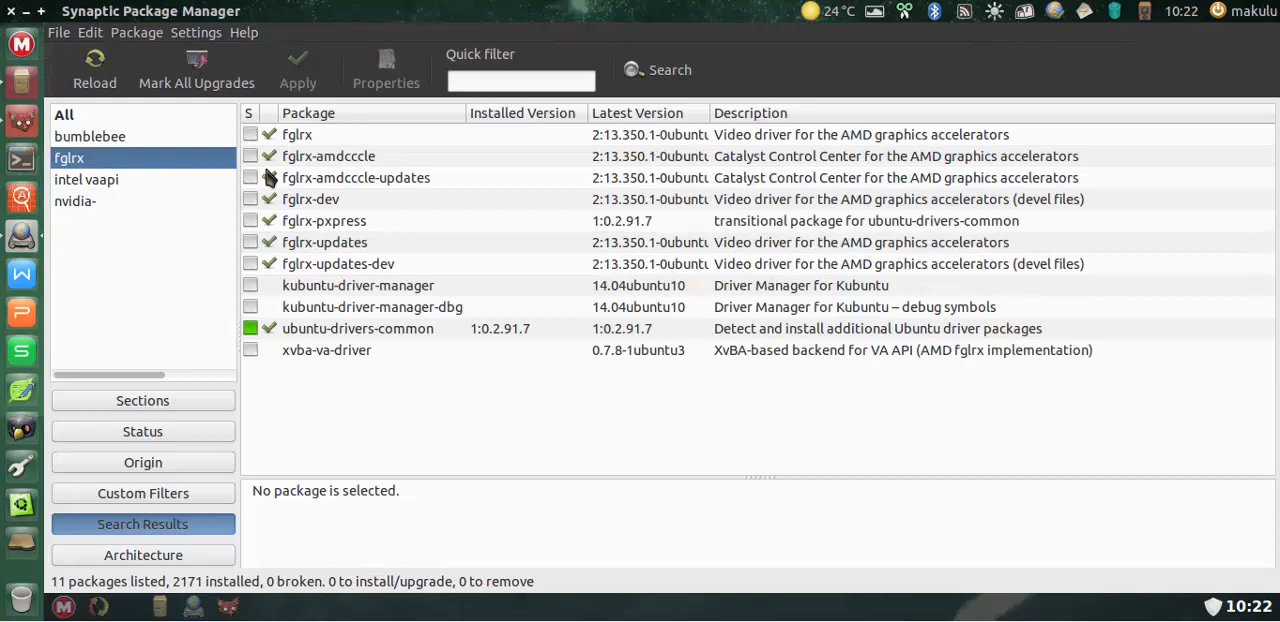 Synaptic Package Manager
24 °C
10:22
makulu
File Edit Package Settings Help
Reload
Mark All Upgrades
Apply
Properties
Quick filter
Search
All
bumblebee
fglrx
intel vaapi
nvidia-
S Package Installed Version Latest Version Description
fglrx 2:13.350.1-0ubuntu Video driver for the AMD graphics accelerators
fglrx-amdcccle 2:13.350.1-0ubuntu Catalyst Control Center for the AMD graphics accelerators
fglrx-amdcccle-updates 2:13.350.1-0ubuntu Catalyst Control Center for the AMD graphics accelerators
fglrx-dev 2:13.350.1-0ubuntu Video driver for the AMD graphics accelerators (devel files)
fglrx-pxpress 1:0.2.91.7 transitional package for ubuntu-drivers-common
fglrx-updates 2:13.350.1-0ubuntu Video driver for the AMD graphics accelerators
fglrx-updates-dev 2:13.350.1-0ubuntu Video driver for the AMD graphics accelerators (devel files)
kubuntu-driver-manager 14.04ubuntu10 Driver Manager for Kubuntu
kubuntu-driver-manager-dbg 14.04ubuntu10 Driver Manager for Kubuntu – debug symbols
ubuntu-drivers-common 1:0.2.91.7 1:0.2.91.7 Detect and install additional Ubuntu driver packages
xvba-va-driver 0.7.8-1ubuntu3 XvBA-based backend for VA API (AMD fglrx implementation)
Sections
Status
Origin
Custom Filters
Search Results
Architecture
No package is selected.
11 packages listed, 2171 installed, 0 broken. 0 to install/upgrade, 0 to remove
10:22